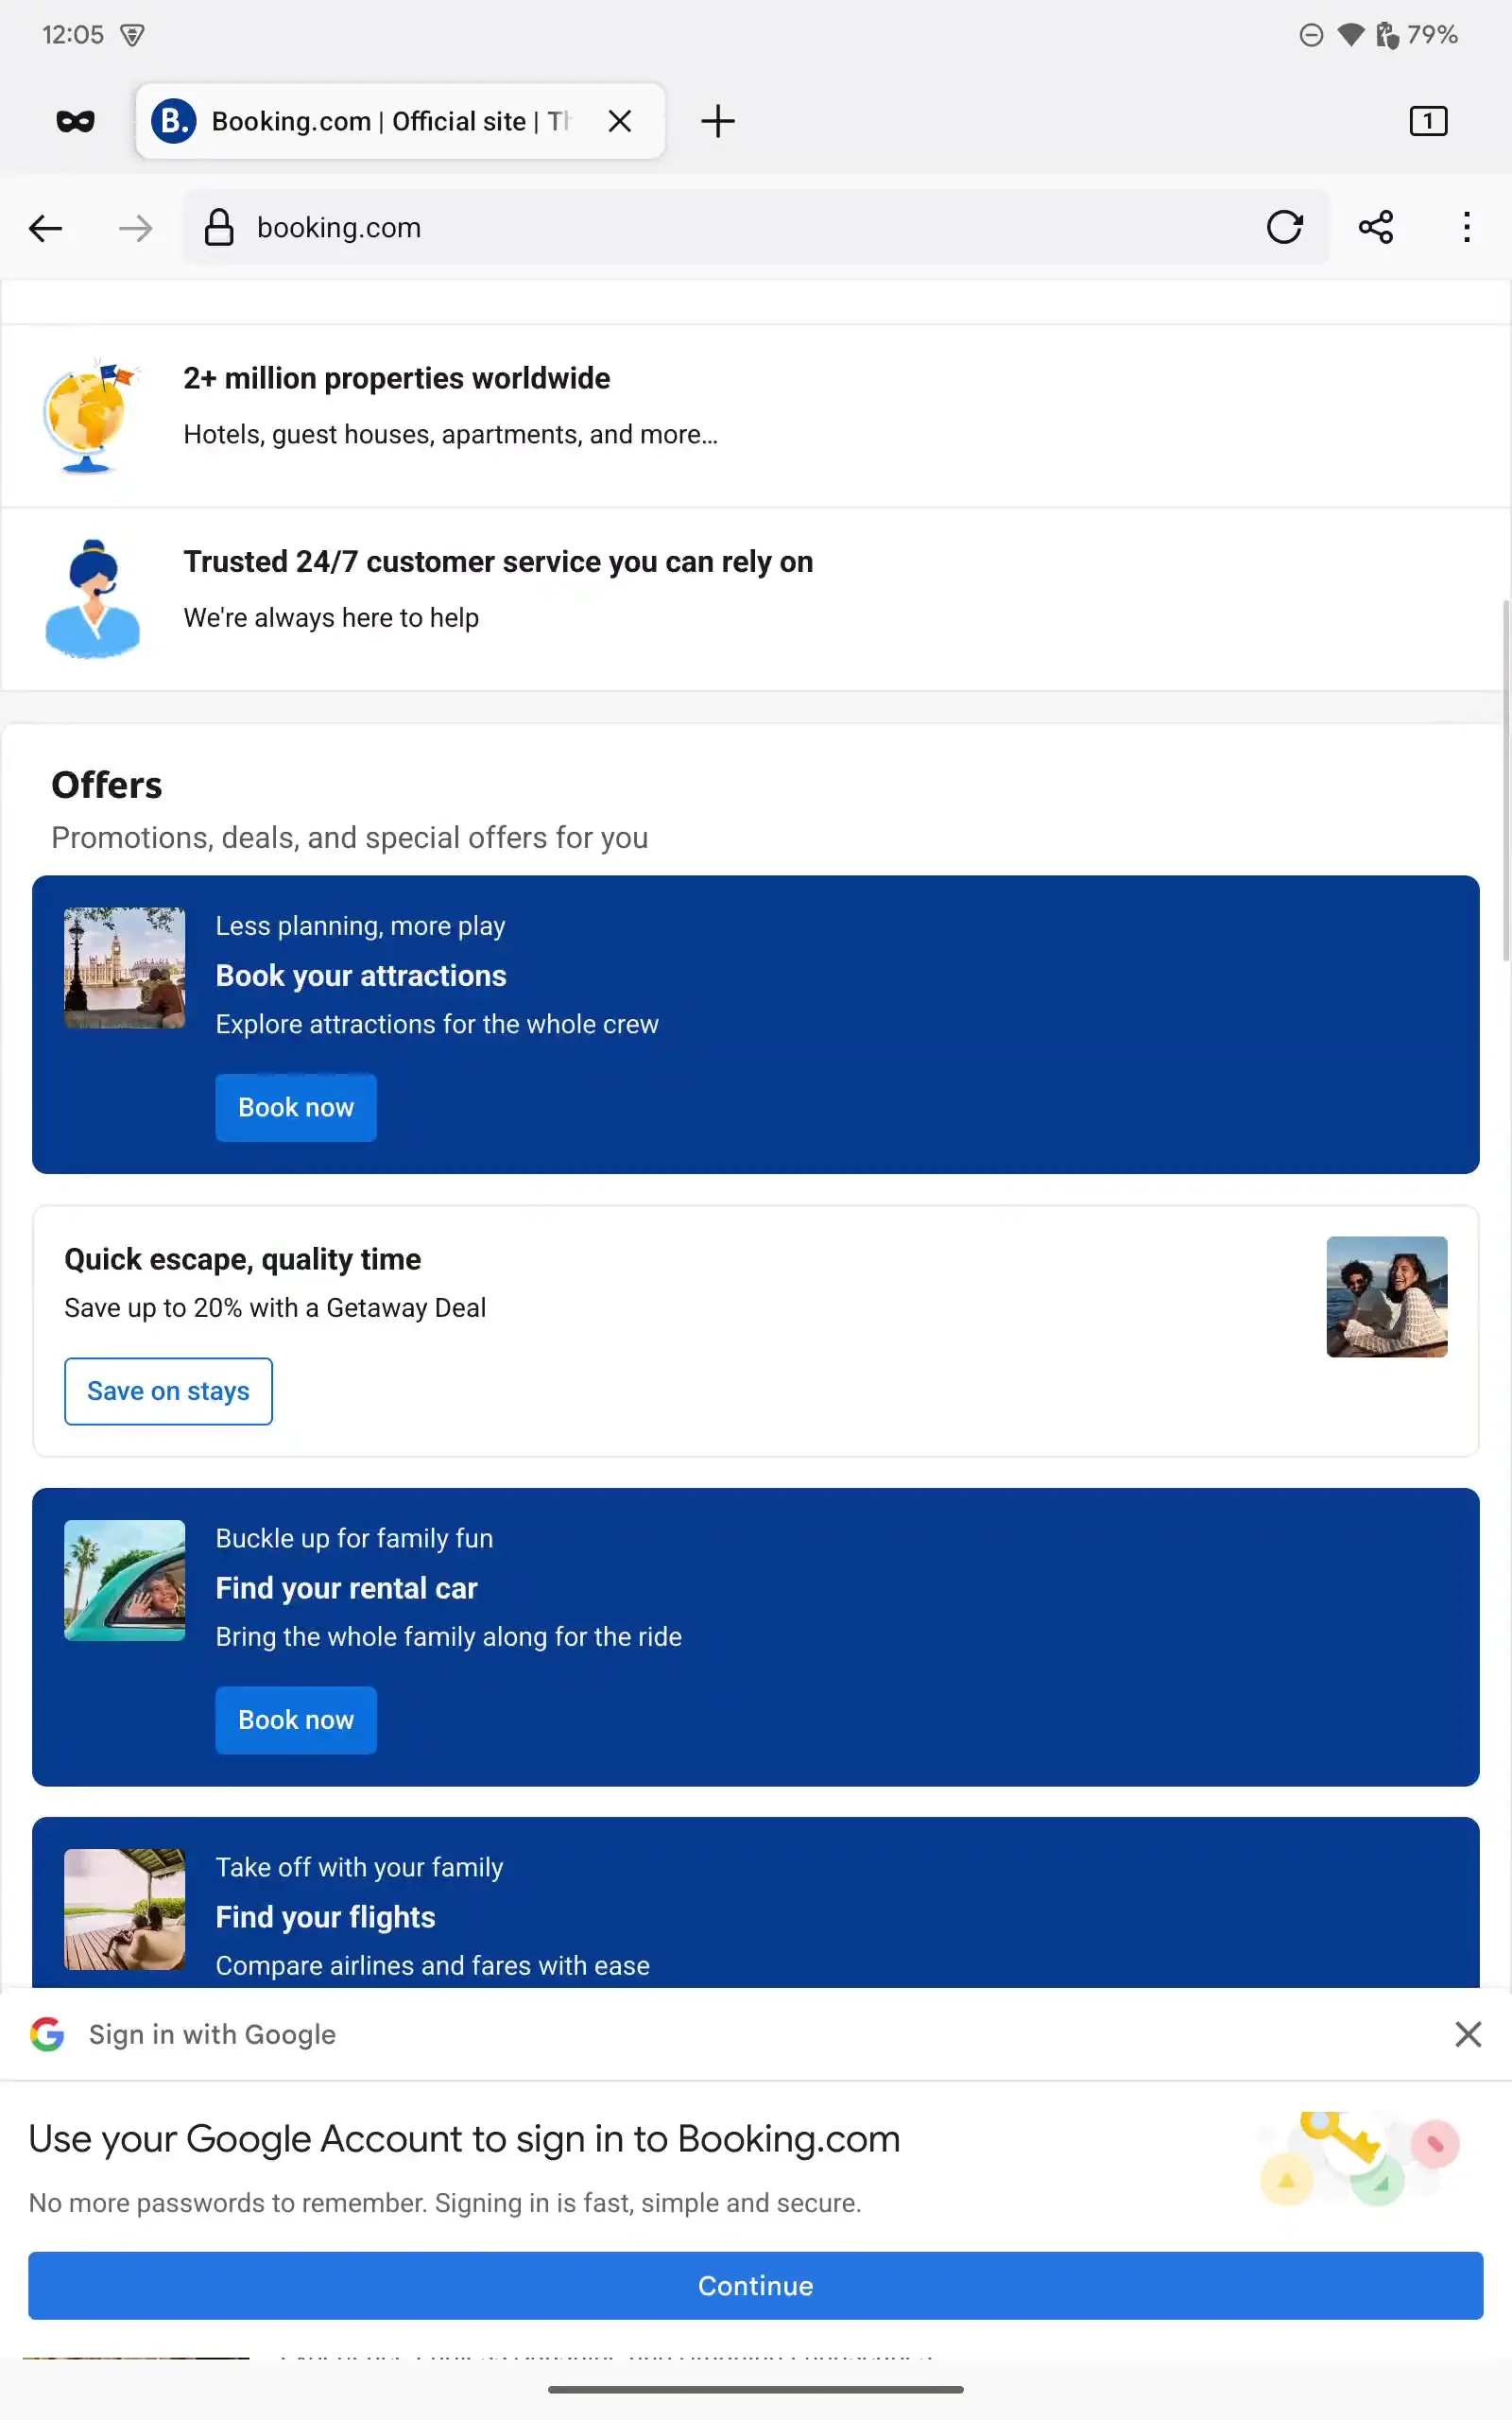 12:05
79%
B. Booking.com | Official site | Th
1
booking.com
2+ million properties worldwide
Hotels, guest houses, apartments, and more...
Trusted 24/7 customer service you can rely on
We're always here to help
Offers
Promotions, deals, and special offers for you
Less planning, more play
Book your attractions
Explore attractions for the whole crew
Book now
Quick escape, quality time
Save up to 20% with a Getaway Deal
Save on stays
Buckle up for family fun
Find your rental car
Bring the whole family along for the ride
Book now
Take off with your family
Find your flights
Compare airlines and fares with ease
Sign in with Google
Use your Google Account to sign in to Booking.com
No more passwords to remember. Signing in is fast, simple and secure.
Continue